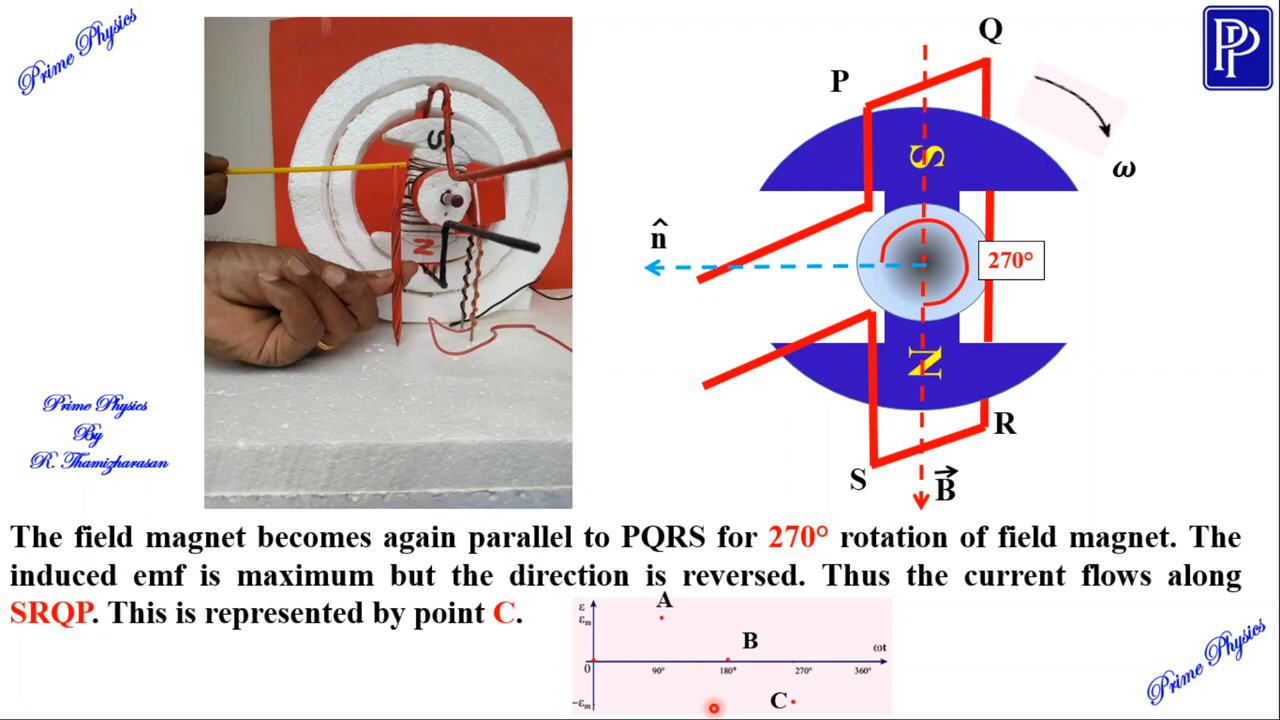 Prime Physics
PP
S
N
Prime Physics
By
R. Thamizharasan
P
Q
S
ω
n̂
270°
N
R
S
B⃗
The field magnet becomes again parallel to PQRS for 270° rotation of field magnet. The
induced emf is maximum but the direction is reversed. Thus the current flows along
SRQP. This is represented by point C.
ε
A
εₘ
B
ωt
0
90°
180°
270°
360°
-εₘ
C
Prime Physics